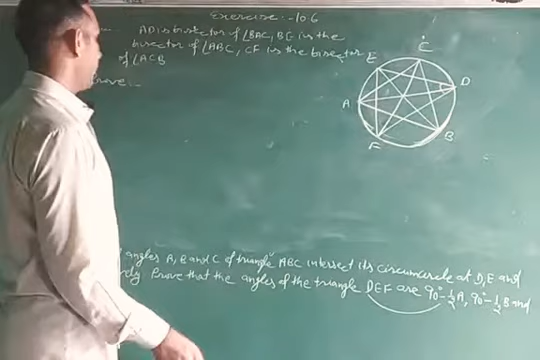 Exercise:-10.6
AD is bisector of ∠BAC, BE is the
bisector of ∠ABC, CF is the bisector
of ∠ACB
Prove-
E
C
D
A
B
F
angles A, B and C of triangle ABC intersect its circumcircle at D, E and
Prove that the angles of the triangle DEF are 90°-½A, 90°-½B and